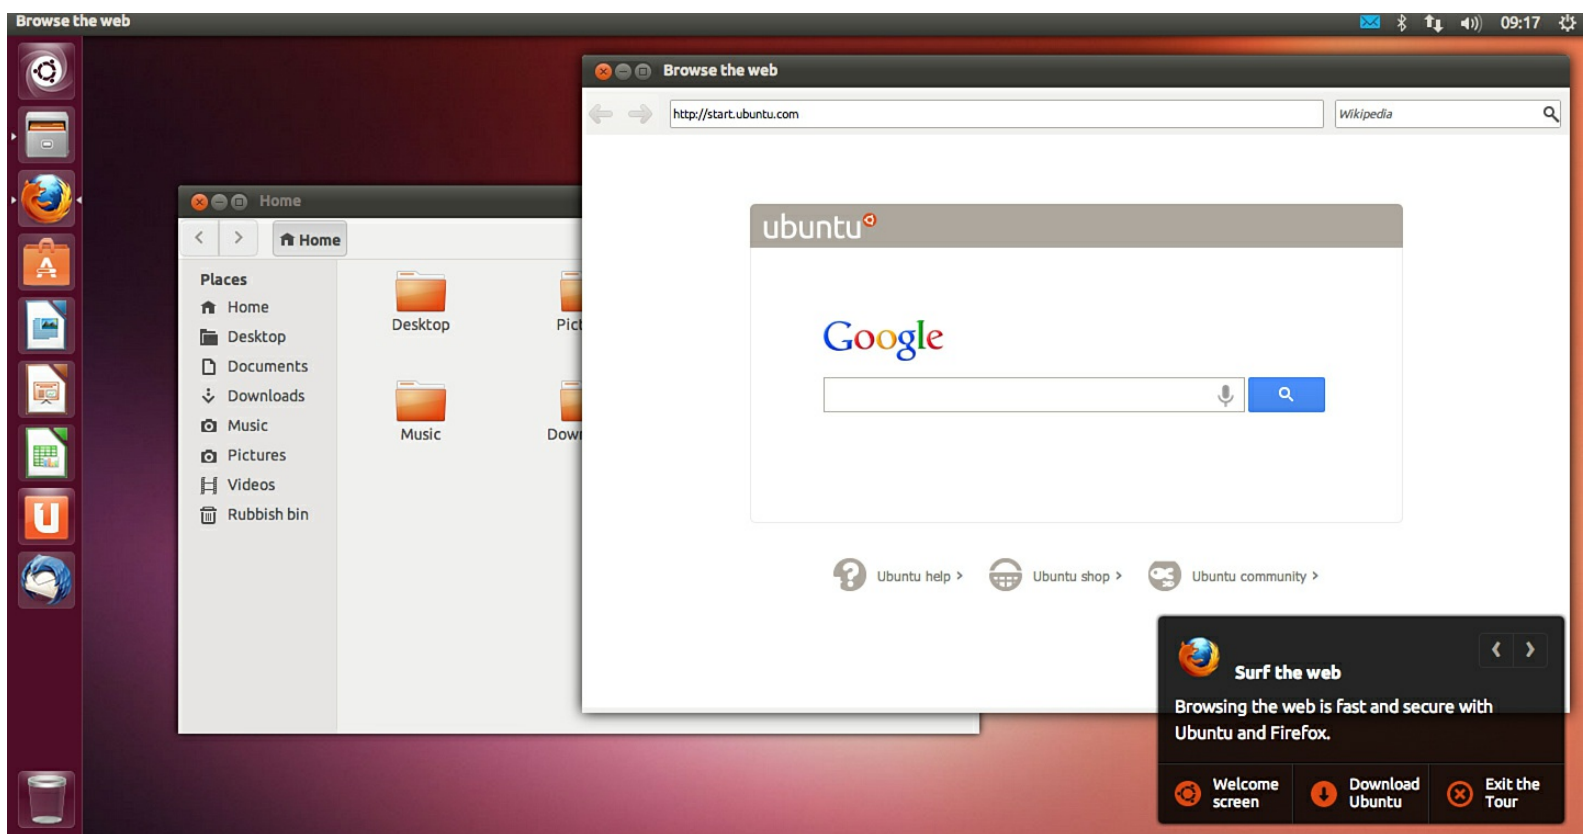 Browse the web
09:17
Browse the web
http://start.ubuntu.com
Wikipedia
Home
Home
Places
Home
Desktop
Documents
Downloads
Music
Pictures
Videos
Rubbish bin
Desktop
Pict
Music
Down
ubuntu
Google
Ubuntu help >
Ubuntu shop >
Ubuntu community >
Surf the web
Browsing the web is fast and secure with
Ubuntu and Firefox.
Welcome
screen
Download
Ubuntu
Exit the
Tour